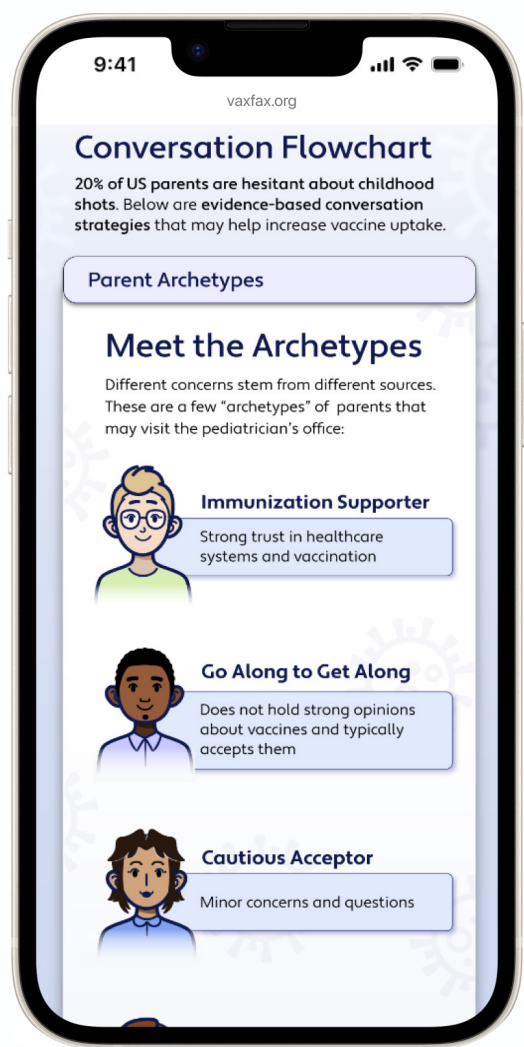 9:41
vaxfax.org
Conversation Flowchart
20% of US parents are hesitant about childhood
shots. Below are evidence-based conversation
strategies that may help increase vaccine uptake.
Parent Archetypes
Meet the Archetypes
Different concerns stem from different sources.
These are a few “archetypes” of parents that
may visit the pediatrician’s office:
Immunization Supporter
Strong trust in healthcare
systems and vaccination
Go Along to Get Along
Does not hold strong opinions
about vaccines and typically
accepts them
Cautious Acceptor
Minor concerns and questions